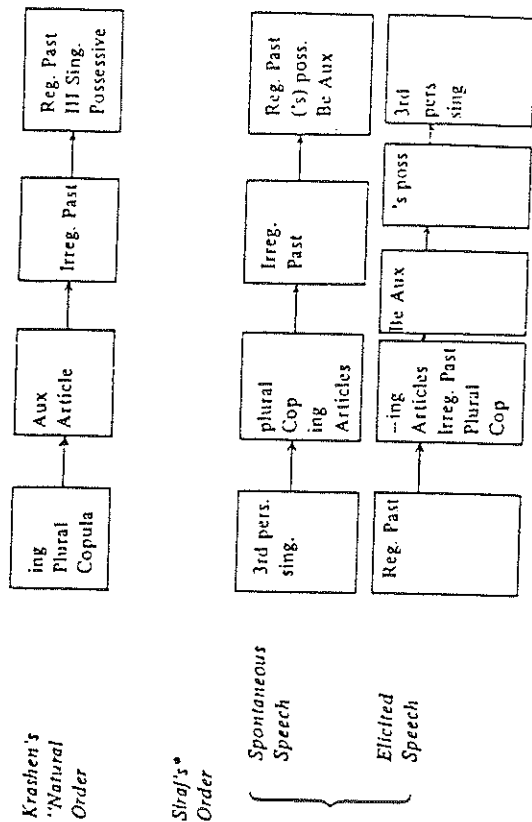 Krashen's
"Natural
Order
ing
Plural
Copula
Aux
Article
Irreg. Past
Reg. Past
III Sing.
Possessive
Siraj's*
Order
Spontaneous
Speech
3rd pers.
sing.
plural
Cop
ing
Articles
Irreg.
Past
Reg. Past
('s) poss.
Be Aux
Elicited
Speech
Reg. Past
--ing
Articles
Irreg. Past
Plural
Cop
Be Aux
's poss
3rd
pers
sing